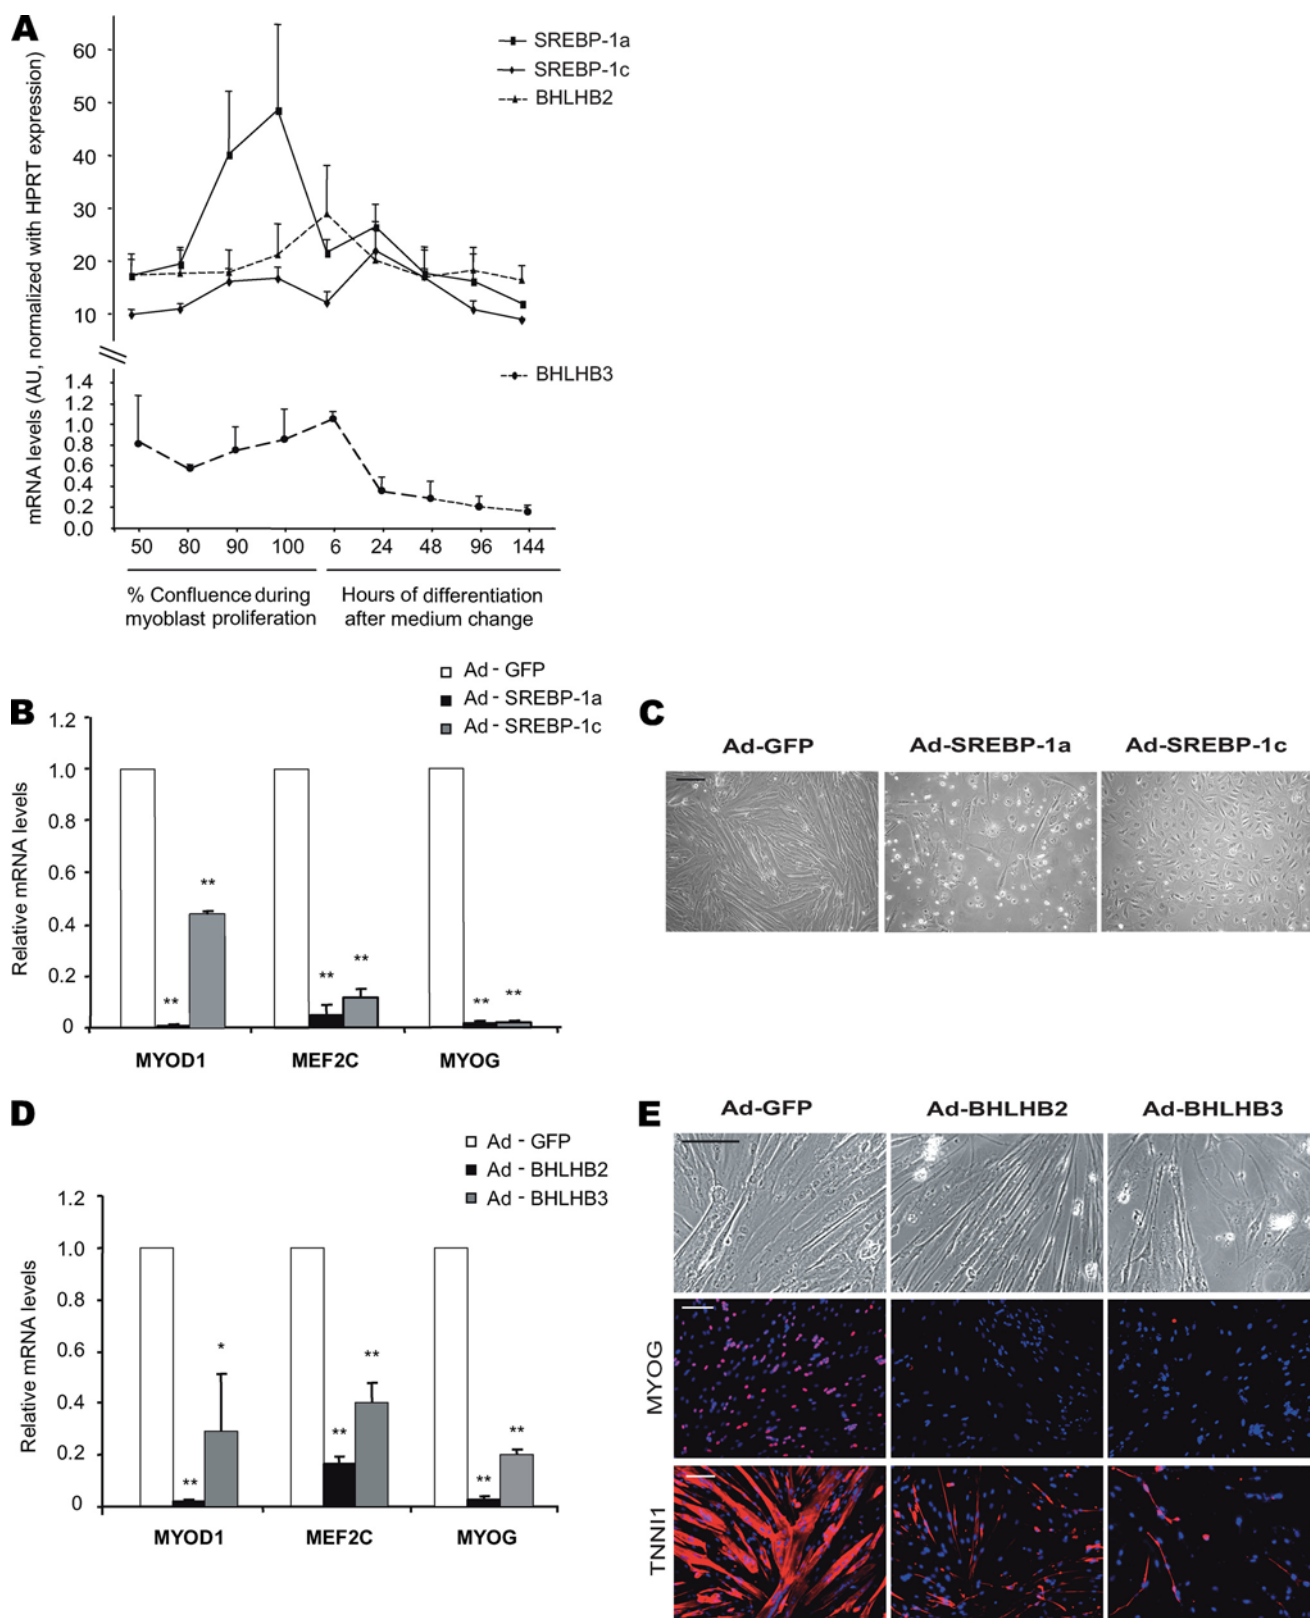 A
SREBP-1a
SREBP-1c
BHLHB2
mRNA levels (AU, normalized with HPRT expression)
60
50
40
30
20
10
BHLHB3
1.4
1.2
1.0
0.8
0.6
0.4
0.2
0.0
50 80 90 100 6 24 48 96 144
% Confluence during
myoblast proliferation
Hours of differentiation
after medium change
B
Ad - GFP
Ad - SREBP-1a
Ad - SREBP-1c
Relative mRNA levels
1.2
1.0
0.8
0.6
0.4
0.2
0
**
**
**
**
**
**
MYOD1 MEF2C MYOG
C
Ad-GFP Ad-SREBP-1a Ad-SREBP-1c
D
Ad - GFP
Ad - BHLHB2
Ad - BHLHB3
Relative mRNA levels
1.2
1.0
0.8
0.6
0.4
0.2
0
**
*
**
**
**
**
MYOD1 MEF2C MYOG
E
Ad-GFP Ad-BHLHB2 Ad-BHLHB3
MYOG
TNNI1